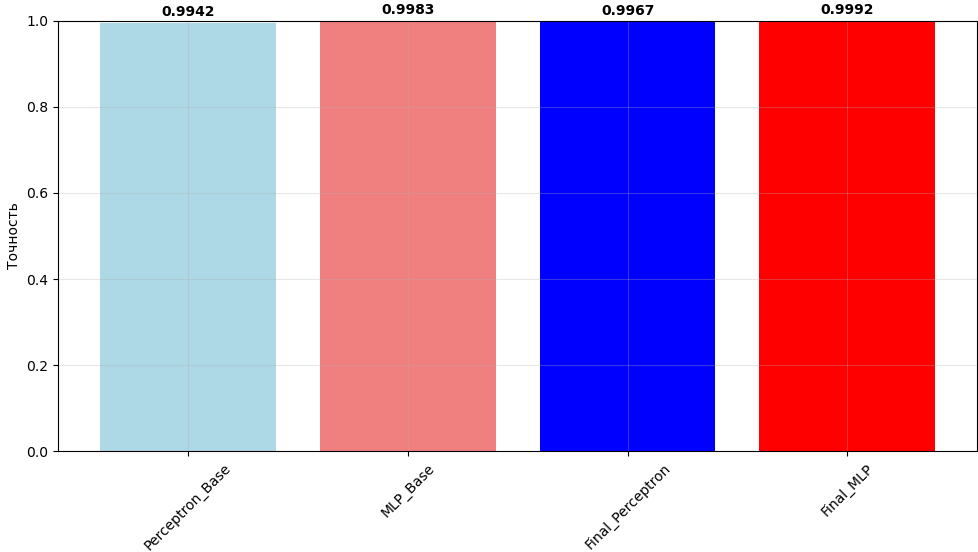 0.9942 0.9983 0.9967 0.9992
1.0
0.8
0.6
0.4
0.2
0.0
Точность
Perceptron_Base
MLP_Base
Final_Perceptron
Final_MLP